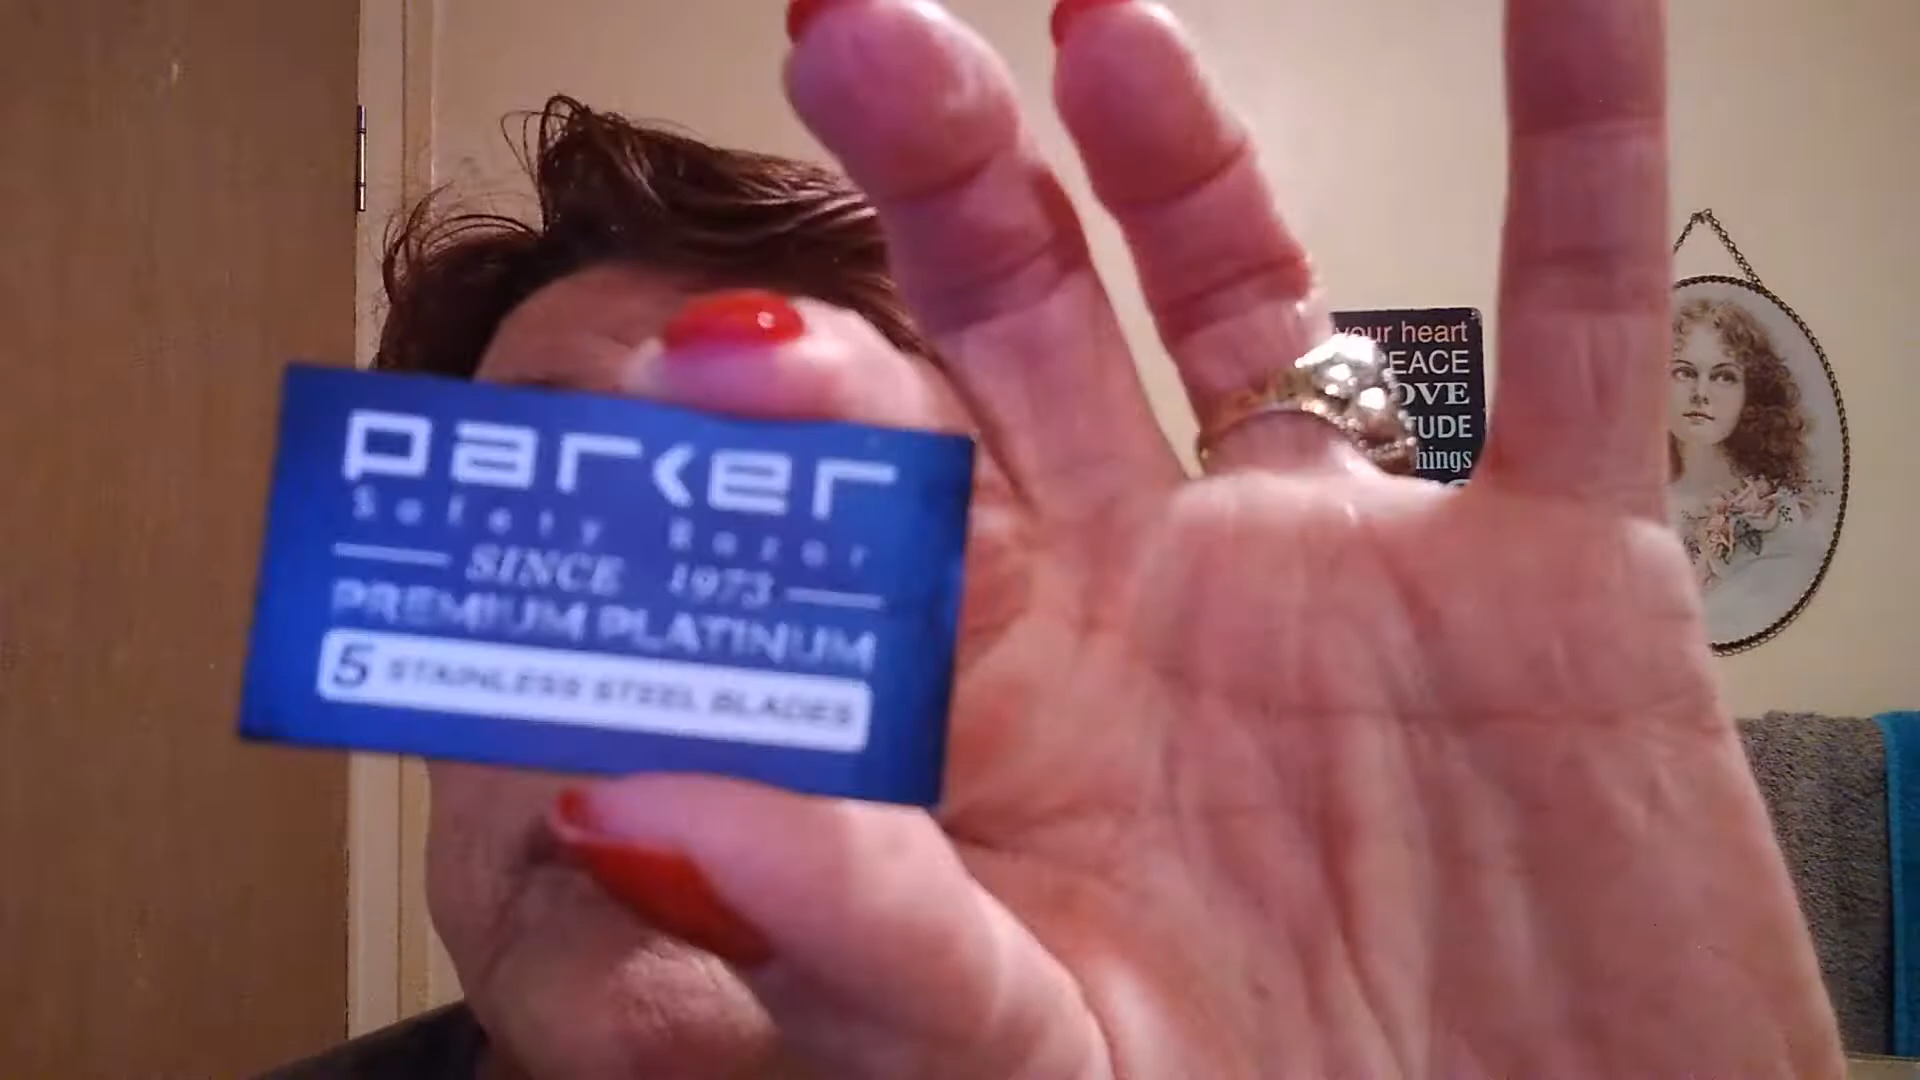 parker
Safety Razor
SINCE 1973
PREMIUM PLATINUM
5 STAINLESS STEEL BLADES
your heart
EACE
OVE
TUDE
hings